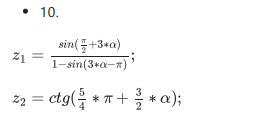 • 10.
z₁ = sin(π/2+3*α) / 1−sin(3*α−π);
z₂ = ctg(5/4 * π + 3/2 * α);